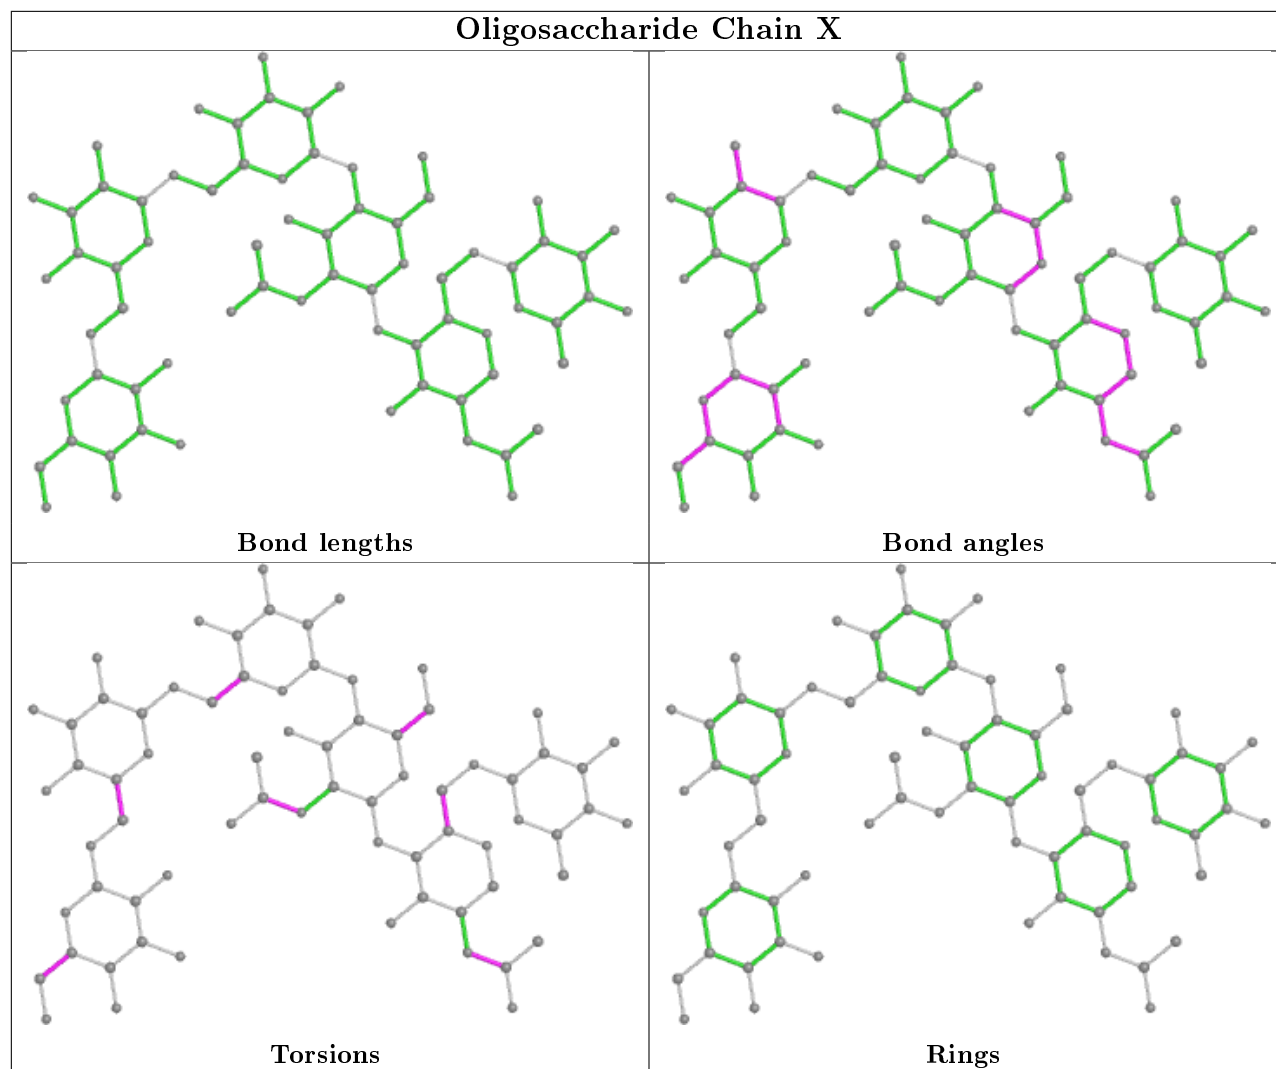 Oligosaccharide Chain X
Bond lengths
Bond angles
Torsions
Rings